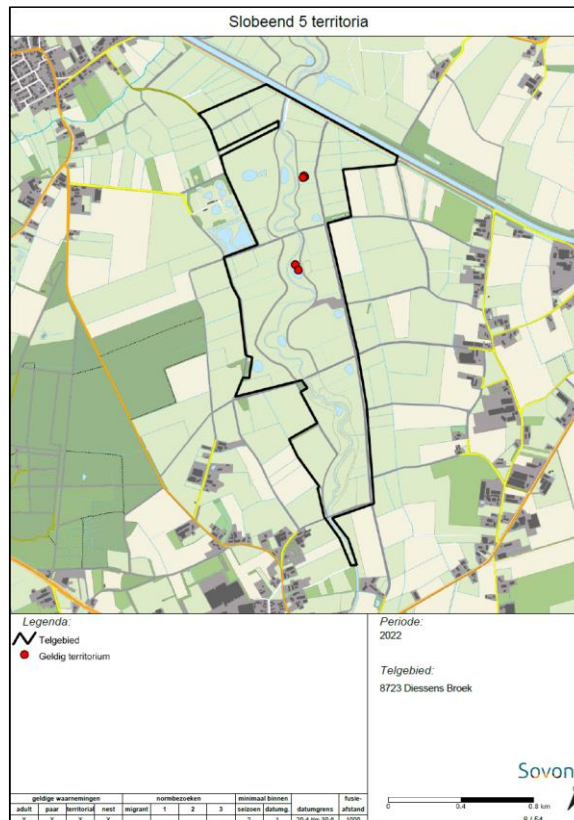 Slobeend 5 territoria
Legenda:
Telgebied
Geldig territorium
Periode:
2022
Telgebied:
8723 Diessens Broek
Sovon
0 0.4 0.8 km
geldige waarnemingen normbezoeken minimaal binnen fusie-
adult paar territorial nest migrant 1 2 3 seizoen datumg. datumgrens afstand